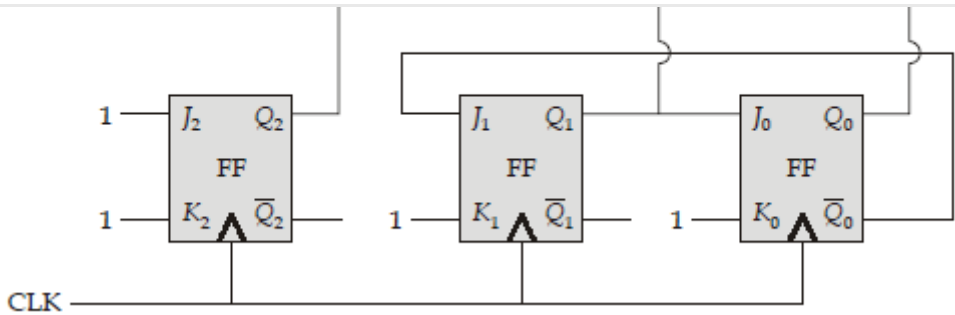 1 J2 Q2 J1 Q1 J0 Q0
FF FF FF
1 K2 Q̅2 1 K1 Q̅1 1 K0 Q̅0
CLK